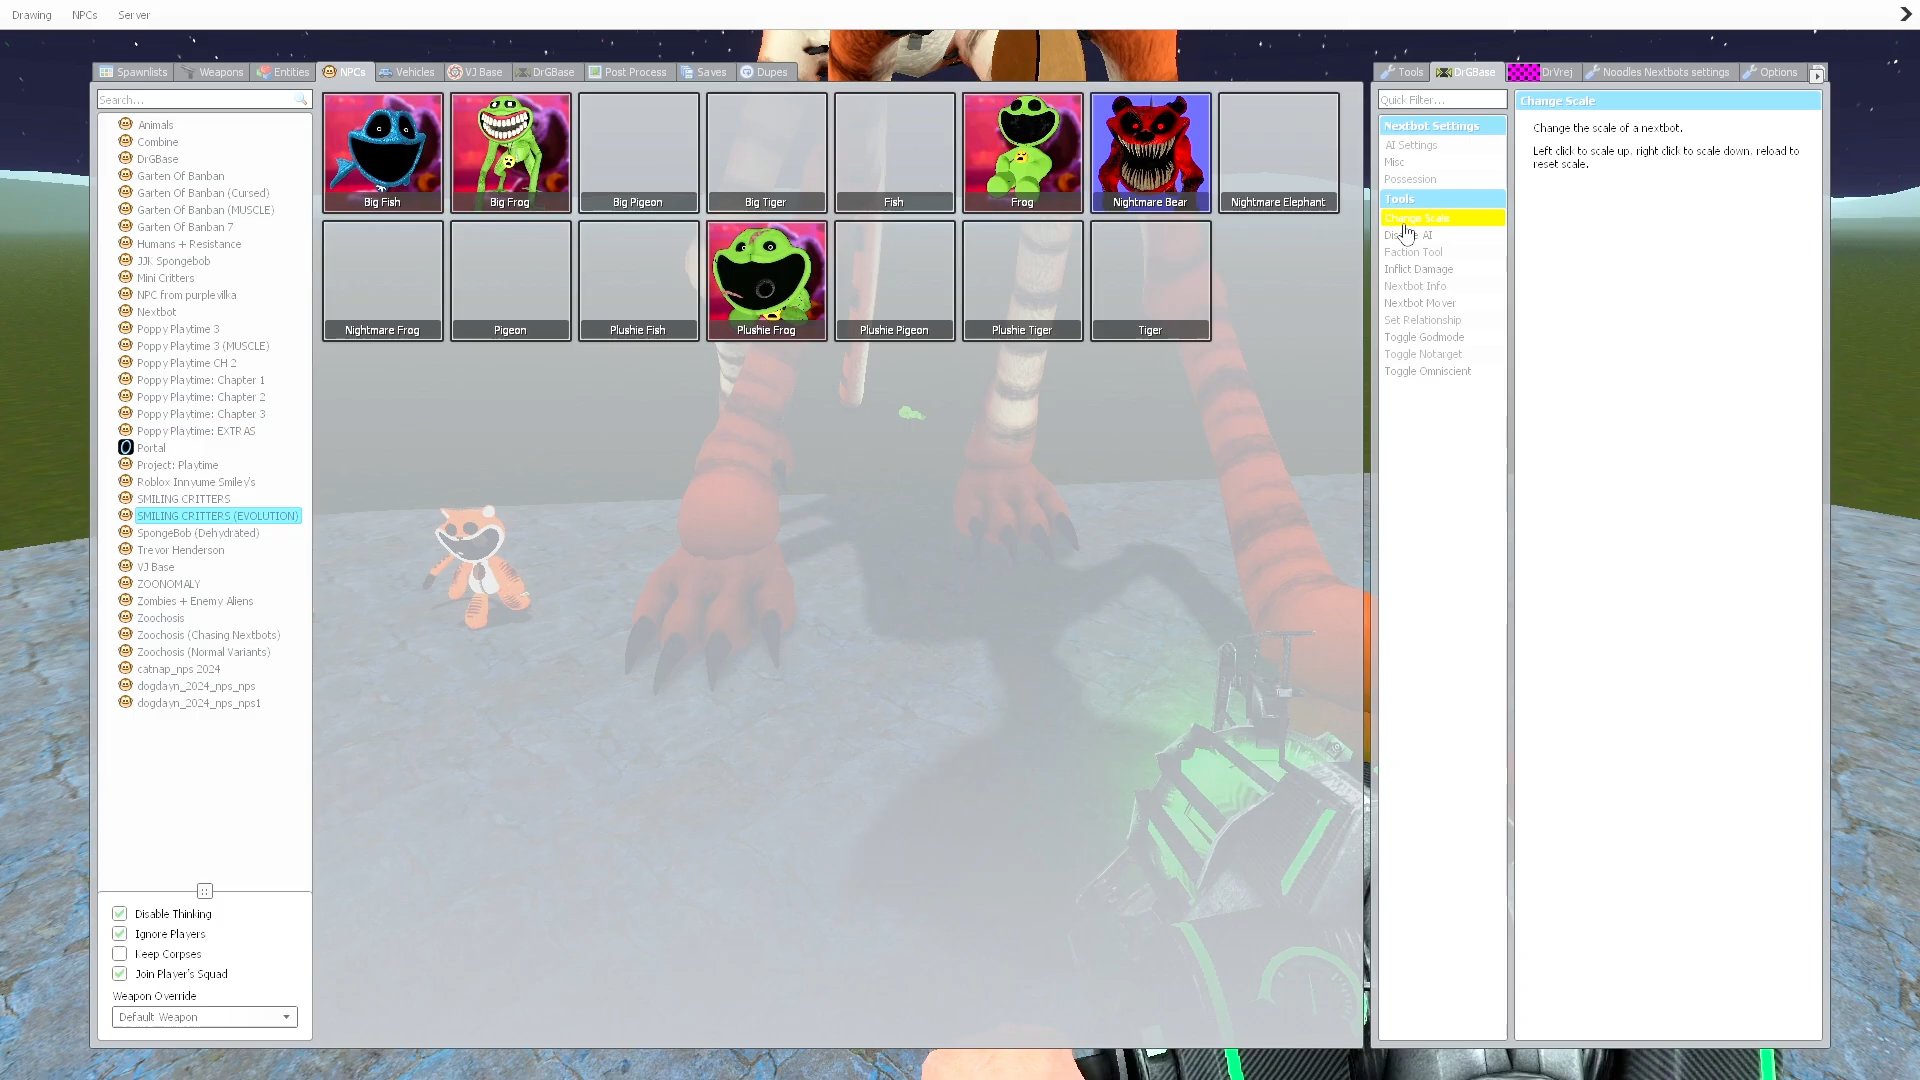 Drawing NPCs Server
Spawnlists Weapons Entities NPCs Vehicles VJ Base DrGBase Post Process Saves Dupes
Tools DrGBase DrVrej Noodles Nextbots settings Options
Search...
Animals
Combine
DrGBase
Garten Of Banban
Garten Of Banban (Cursed)
Garten Of Banban (MUSCLE)
Garten Of Banban 7
Humans + Resistance
JJK Spongebob
Mini Critters
NPC from purplevilka
Nextbot
Poppy Playtime 3
Poppy Playtime 3 (MUSCLE)
Poppy Playtime CH 2
Poppy Playtime: Chapter 1
Poppy Playtime: Chapter 2
Poppy Playtime: Chapter 3
Poppy Playtime: EXTRAS
Portal
Project: Playtime
Roblox Innyume Smiley's
SMILING CRITTERS
SMILING CRITTERS (EVOLUTION)
SpongeBob (Dehydrated)
Trevor Henderson
VJ Base
ZOONOMALY
Zombies + Enemy Aliens
Zoochosis
Zoochosis (Chasing Nextbots)
Zoochosis (Normal Variants)
catnap_nps 2024
dogdayn_2024_nps_nps
dogdayn_2024_nps_nps1
Disable Thinking
Ignore Players
Keep Corpses
Join Player's Squad
Weapon Override
Default Weapon
Big Fish Big Frog Big Pigeon Big Tiger Fish Frog Nightmare Bear Nightmare Elephant
Nightmare Frog Pigeon Plushie Fish Plushie Frog Plushie Pigeon Plushie Tiger Tiger
Quick Filter...
Nextbot Settings
AI Settings
Misc
Possession
Tools
Change Scale
AI
Faction Tool
Inflict Damage
Nextbot Info
Nextbot Mover
Set Relationship
Toggle Godmode
Toggle Notarget
Toggle Omniscient
Change Scale
Change the scale of a nextbot.
Left click to scale up, right click to scale down, reload to
reset scale.